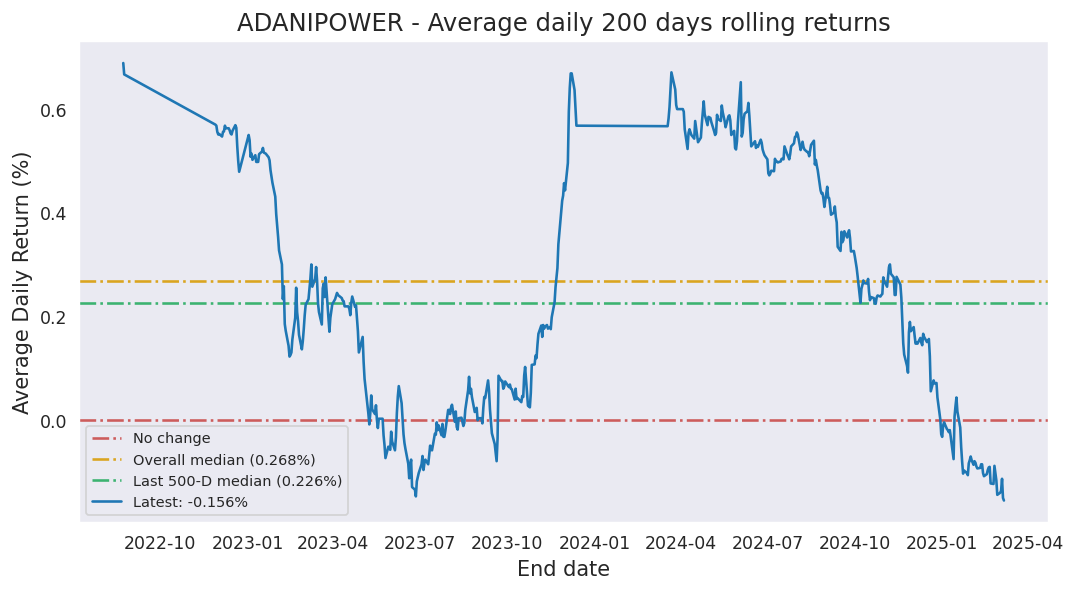 ADANIPOWER - Average daily 200 days rolling returns
Average Daily Return (%)
0.6
0.4
0.2
0.0
No change
Overall median (0.268%)
Last 500-D median (0.226%)
Latest: -0.156%
2022-10 2023-01 2023-04 2023-07 2023-10 2024-01 2024-04 2024-07 2024-10 2025-01 2025-04
End date